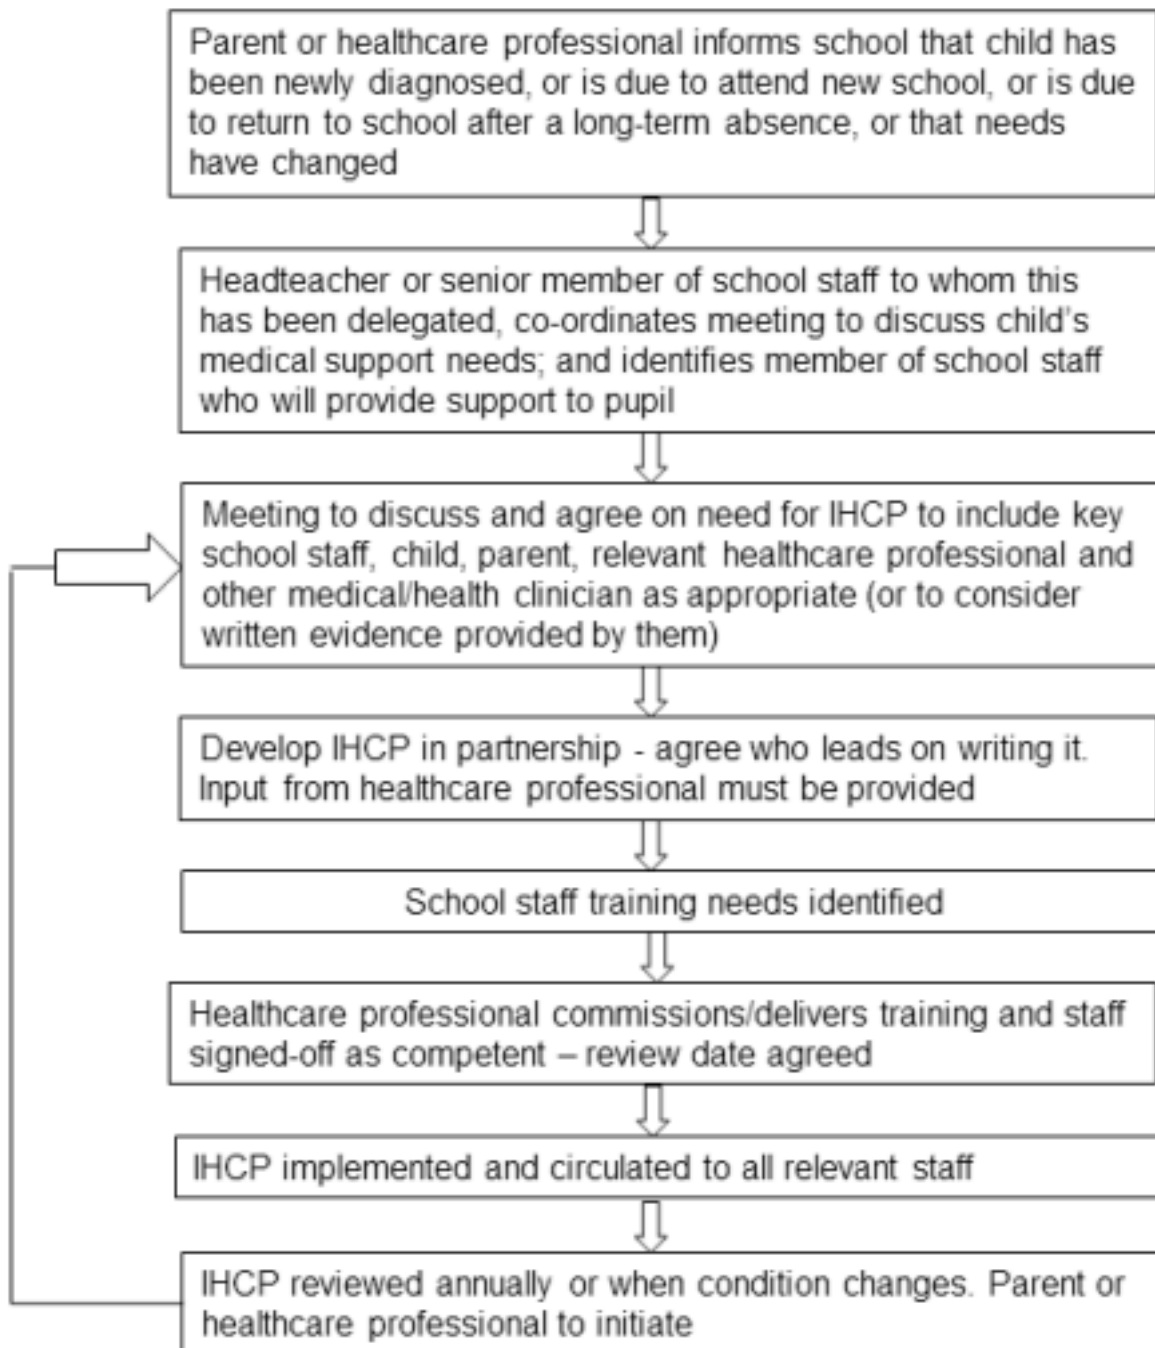 Parent or healthcare professional informs school that child has
been newly diagnosed, or is due to attend new school, or is due
to return to school after a long-term absence, or that needs
have changed
Headteacher or senior member of school staff to whom this
has been delegated, co-ordinates meeting to discuss child's
medical support needs; and identifies member of school staff
who will provide support to pupil
Meeting to discuss and agree on need for IHCP to include key
school staff, child, parent, relevant healthcare professional and
other medical/health clinician as appropriate (or to consider
written evidence provided by them)
Develop IHCP in partnership - agree who leads on writing it.
Input from healthcare professional must be provided
School staff training needs identified
Healthcare professional commissions/delivers training and staff
signed-off as competent – review date agreed
IHCP implemented and circulated to all relevant staff
IHCP reviewed annually or when condition changes. Parent or
healthcare professional to initiate